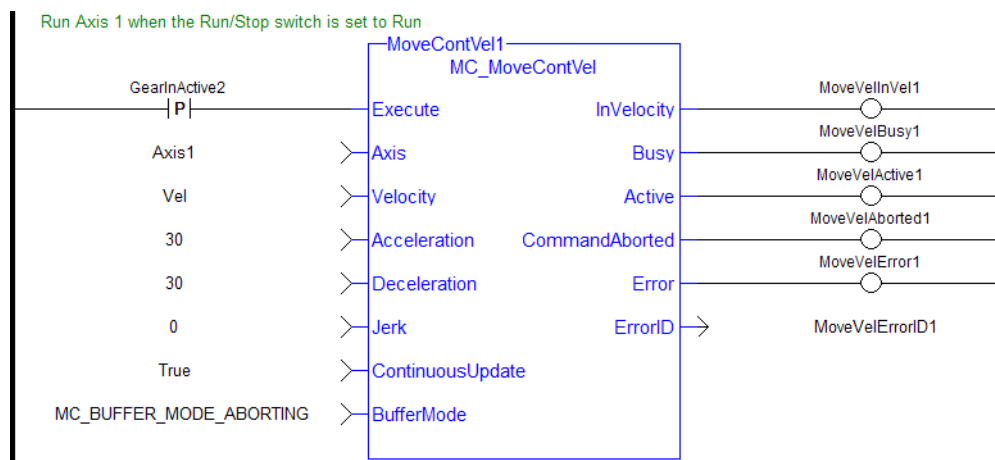 Run Axis 1 when the Run/Stop switch is set to Run
MoveContVel1
MC_MoveContVel
GearInActive2
P
Execute
InVelocity
MoveVelInVel1
Axis1
Axis
Busy
MoveVelBusy1
Vel
Velocity
Active
MoveVelActive1
30
Acceleration
CommandAborted
MoveVelAborted1
30
Deceleration
Error
MoveVelError1
0
Jerk
ErrorID
MoveVelErrorID1
True
ContinuousUpdate
MC_BUFFER_MODE_ABORTING
BufferMode